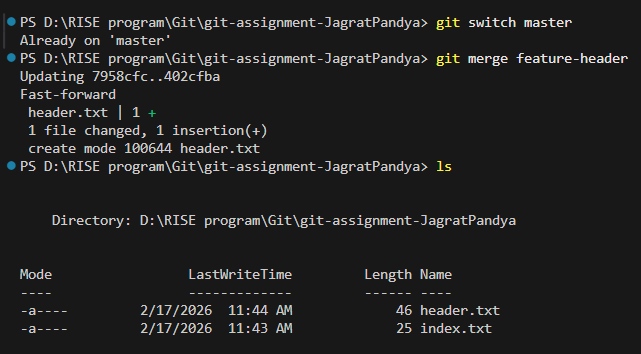 PS D:\RISE program\Git\git-assignment-JagratPandya> git switch master
Already on 'master'
PS D:\RISE program\Git\git-assignment-JagratPandya> git merge feature-header
Updating 7958cfc..402cfba
Fast-forward
 header.txt | 1 +
 1 file changed, 1 insertion(+)
 create mode 100644 header.txt
PS D:\RISE program\Git\git-assignment-JagratPandya> ls
    Directory: D:\RISE program\Git\git-assignment-JagratPandya
Mode                 LastWriteTime         Length Name
----                 -------------         ------ ----
-a----         2/17/2026  11:44 AM             46 header.txt
-a----         2/17/2026  11:43 AM             25 index.txt